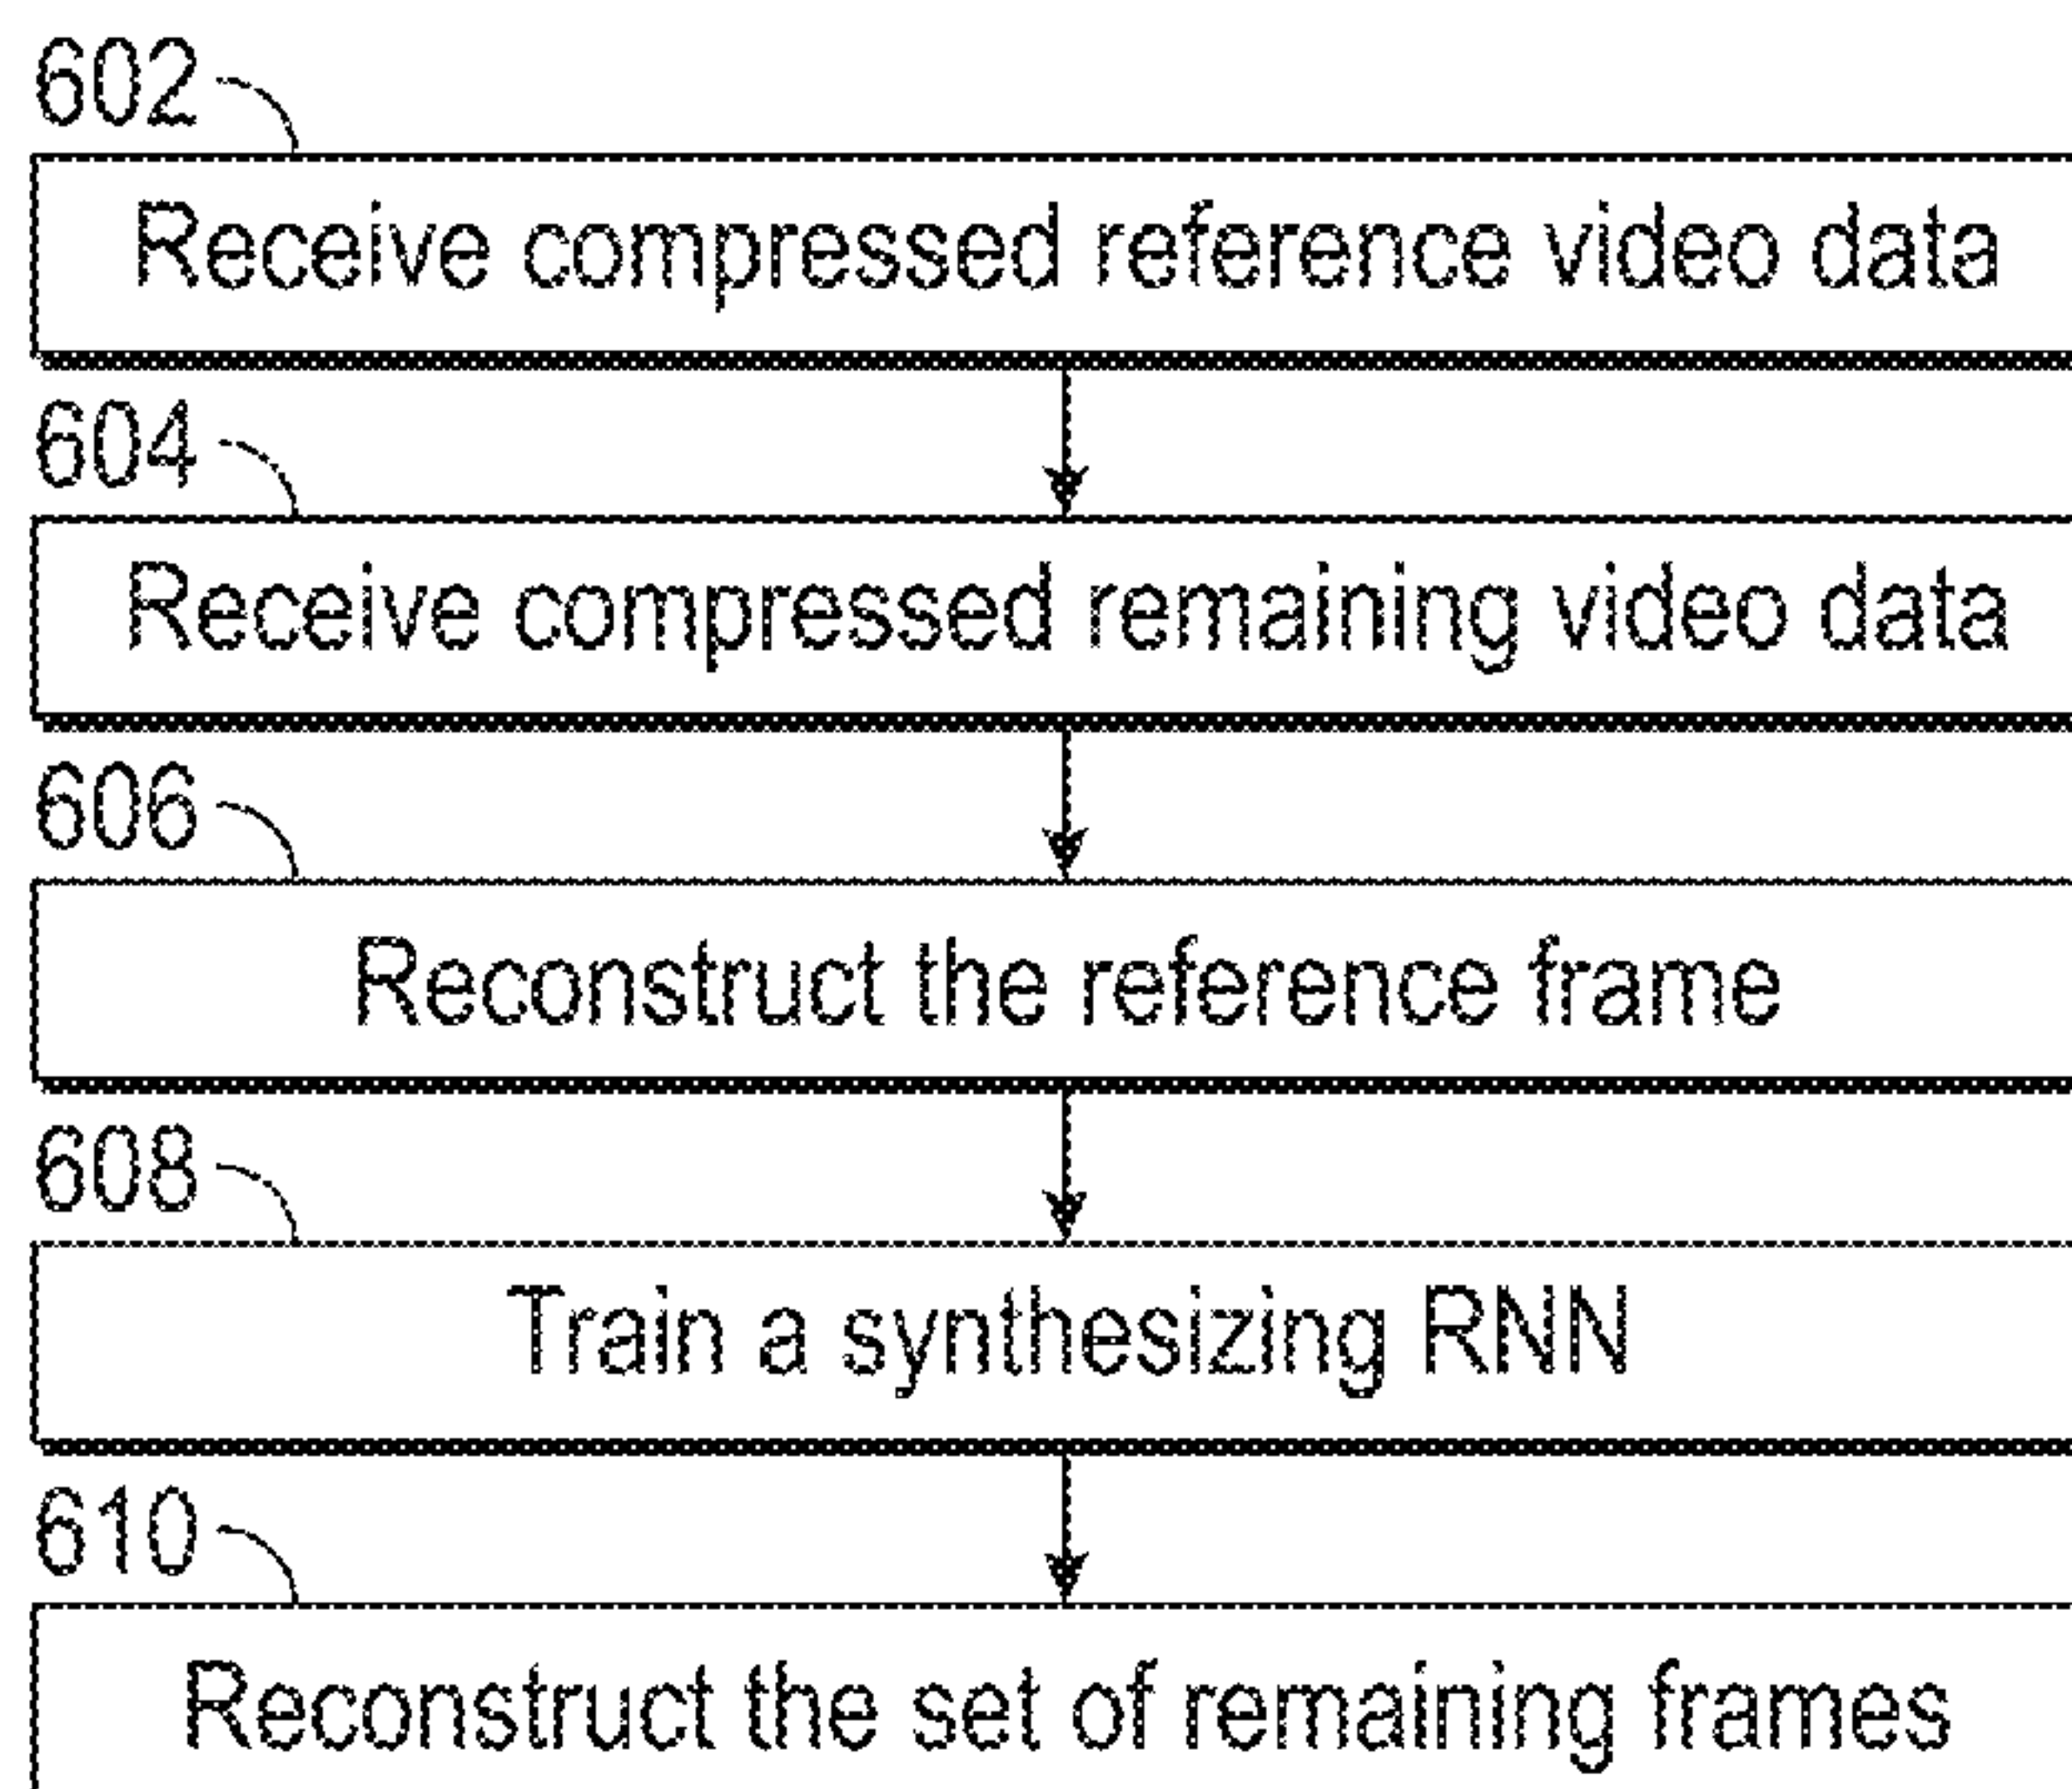 602
Receive compressed reference video data
604
Receive compressed remaining video data
606
Reconstruct the reference frame
608
Train a synthesizing RNN
610
Reconstruct the set of remaining frames